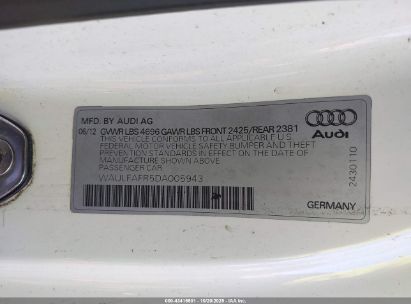 MFD. BY AUDI AG
06/12 GVWR LBS 4696 GAWR LBS FRONT 2425/REAR 2381
THIS VEHICLE CONFORMS TO ALL APPLICABLE U.S.
FEDERAL MOTOR VEHICLE SAFETY, BUMPER AND THEFT
PREVENTION STANDARDS IN EFFECT ON THE DATE OF
MANUFACTURE SHOWN ABOVE.
PASSENGER CAR
WAULFAFR5DA005943
Audi
2430110
GERMANY